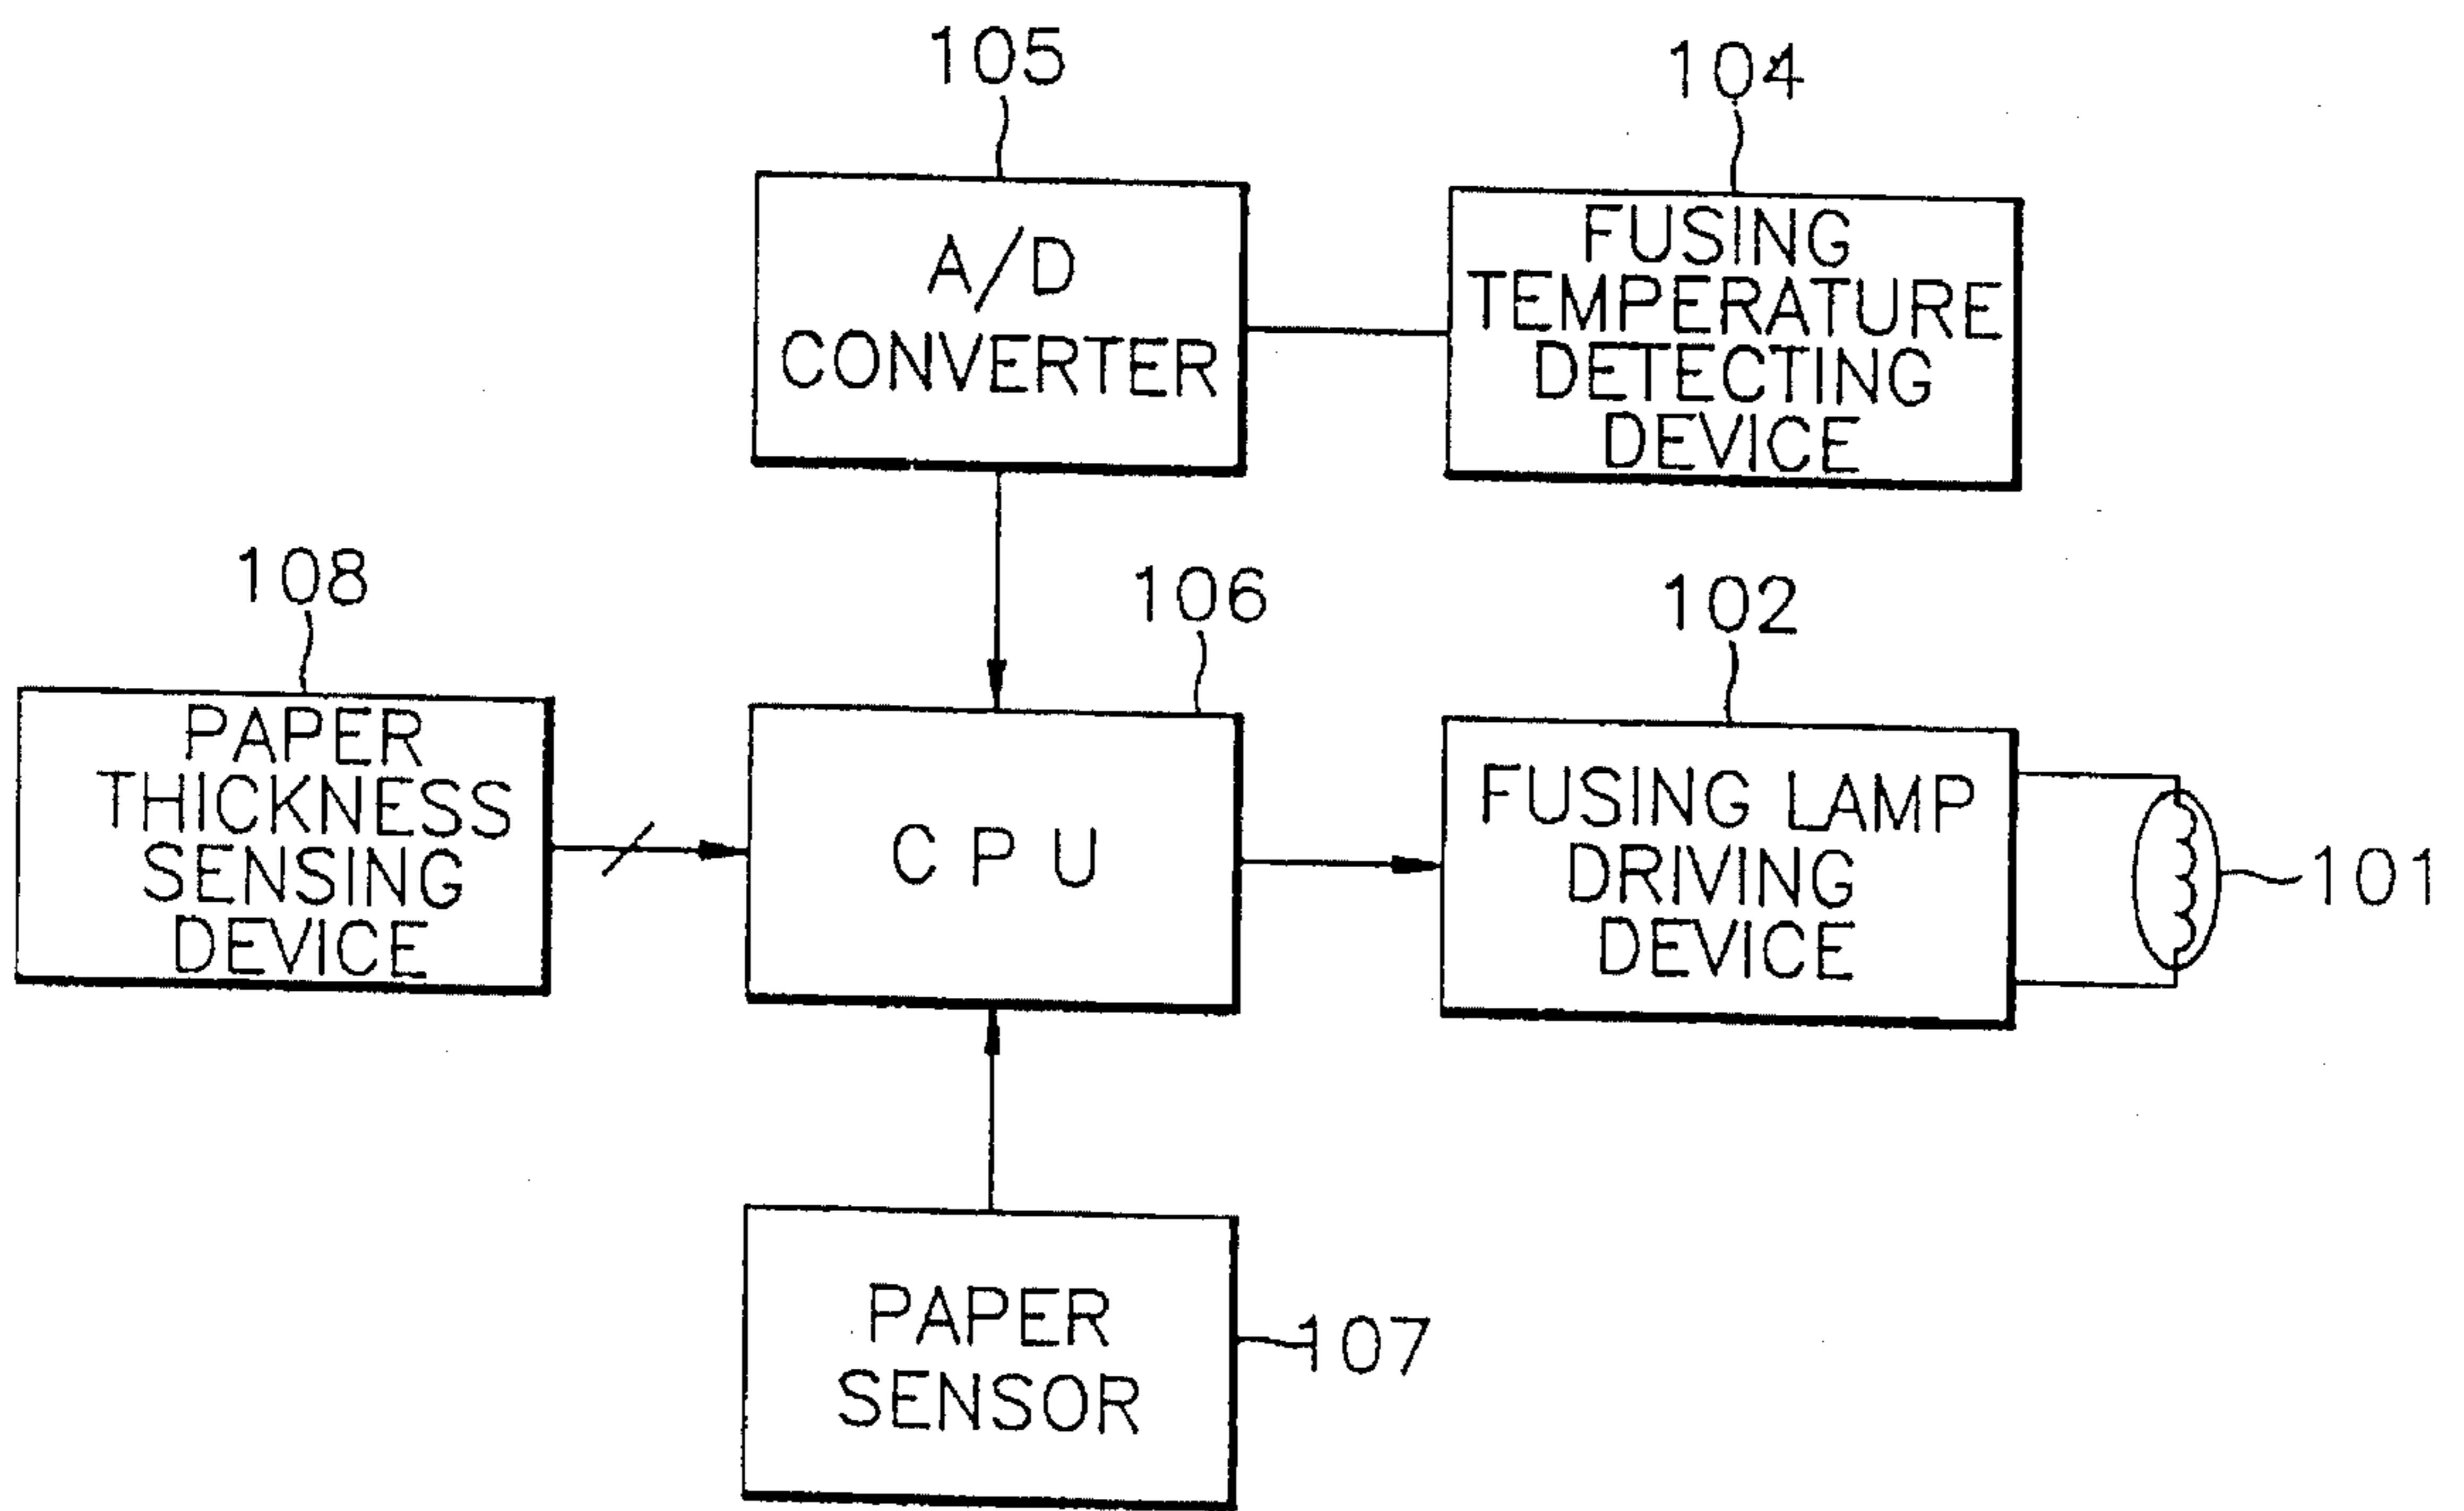 105
104
A/D
CONVERTER
FUSING
TEMPERATURE
DETECTING
DEVICE
108
106
102
PAPER
THICKNESS
SENSING
DEVICE
CPU
FUSING LAMP
DRIVING
DEVICE
101
PAPER
SENSOR
107